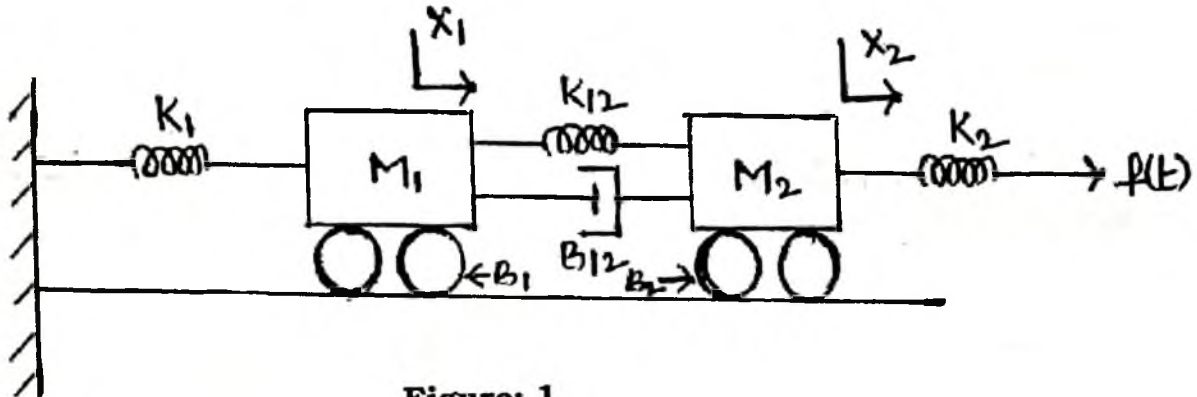 X1
X2
K1
K12
K2
M1
M2
f(t)
B12
←B1
B2→
Figure: 1